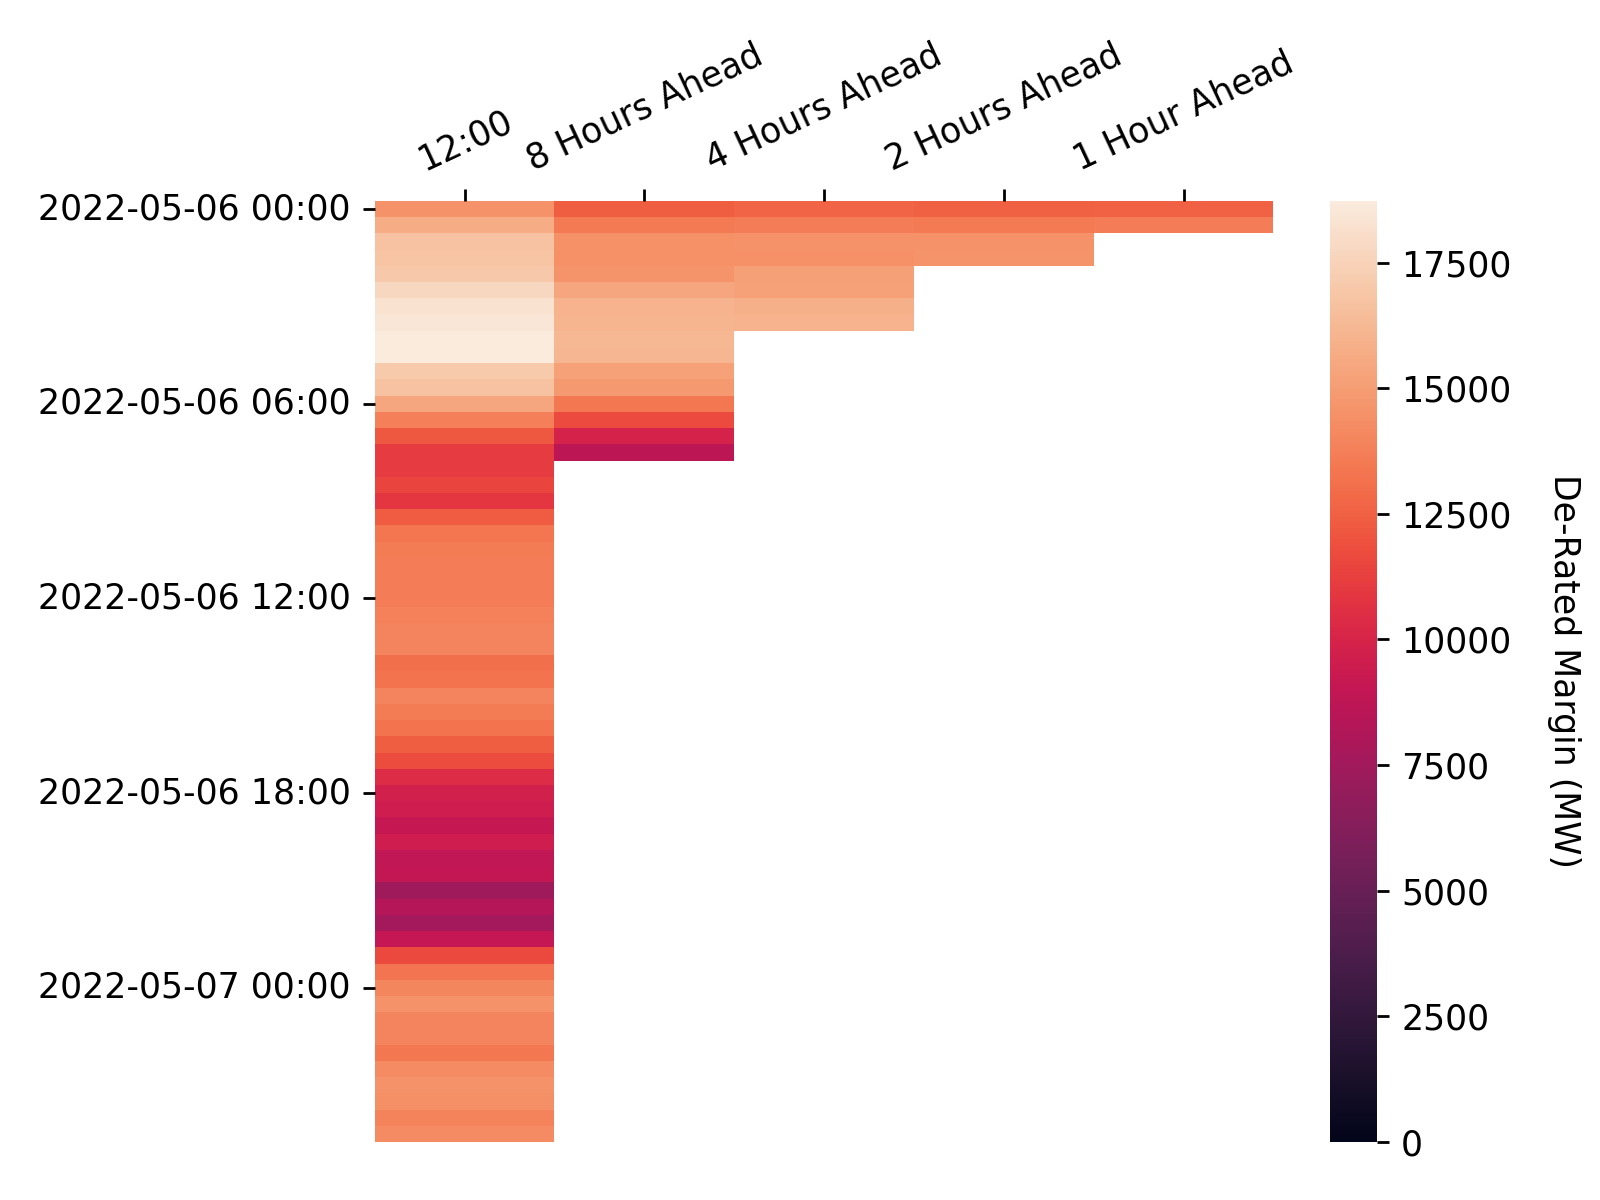 12:00
8 Hours Ahead
4 Hours Ahead
2 Hours Ahead
1 Hour Ahead
2022-05-06 00:00
2022-05-06 06:00
2022-05-06 12:00
2022-05-06 18:00
2022-05-07 00:00
17500
15000
12500
10000
7500
5000
2500
0
De-Rated Margin (MW)